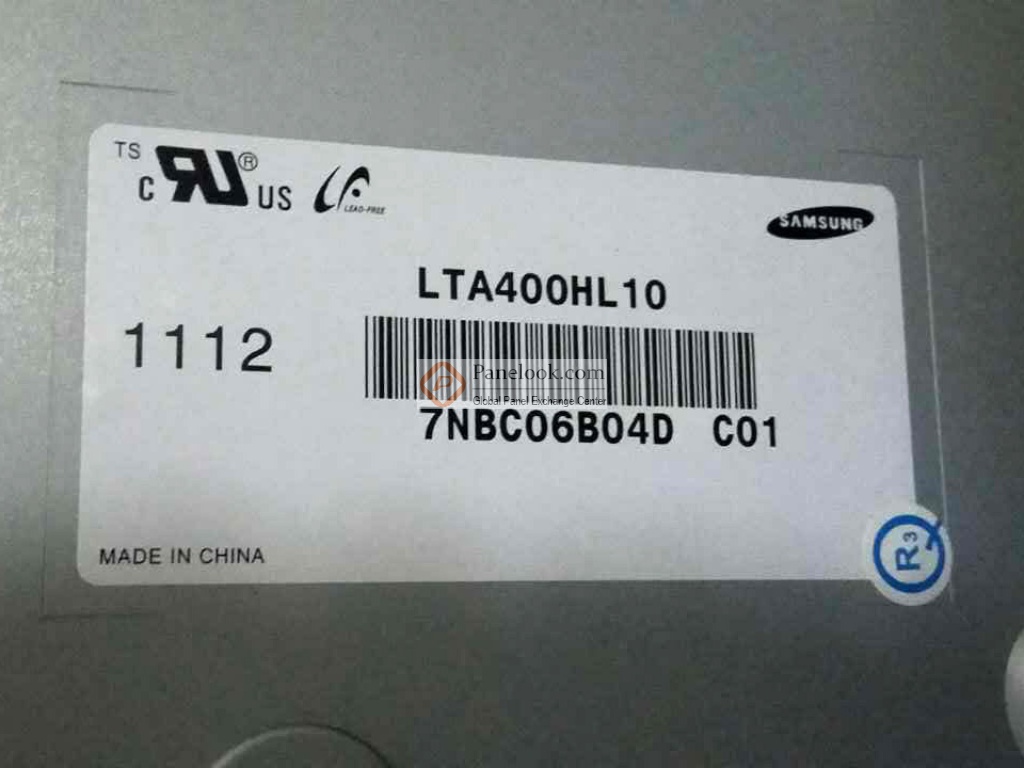 TS
C RU® US
LEAD-FREE
SAMSUNG
LTA400HL10
1112
Panelook.com
Global Panel Exchange Center
7NBC06B04D C01
MADE IN CHINA
R3